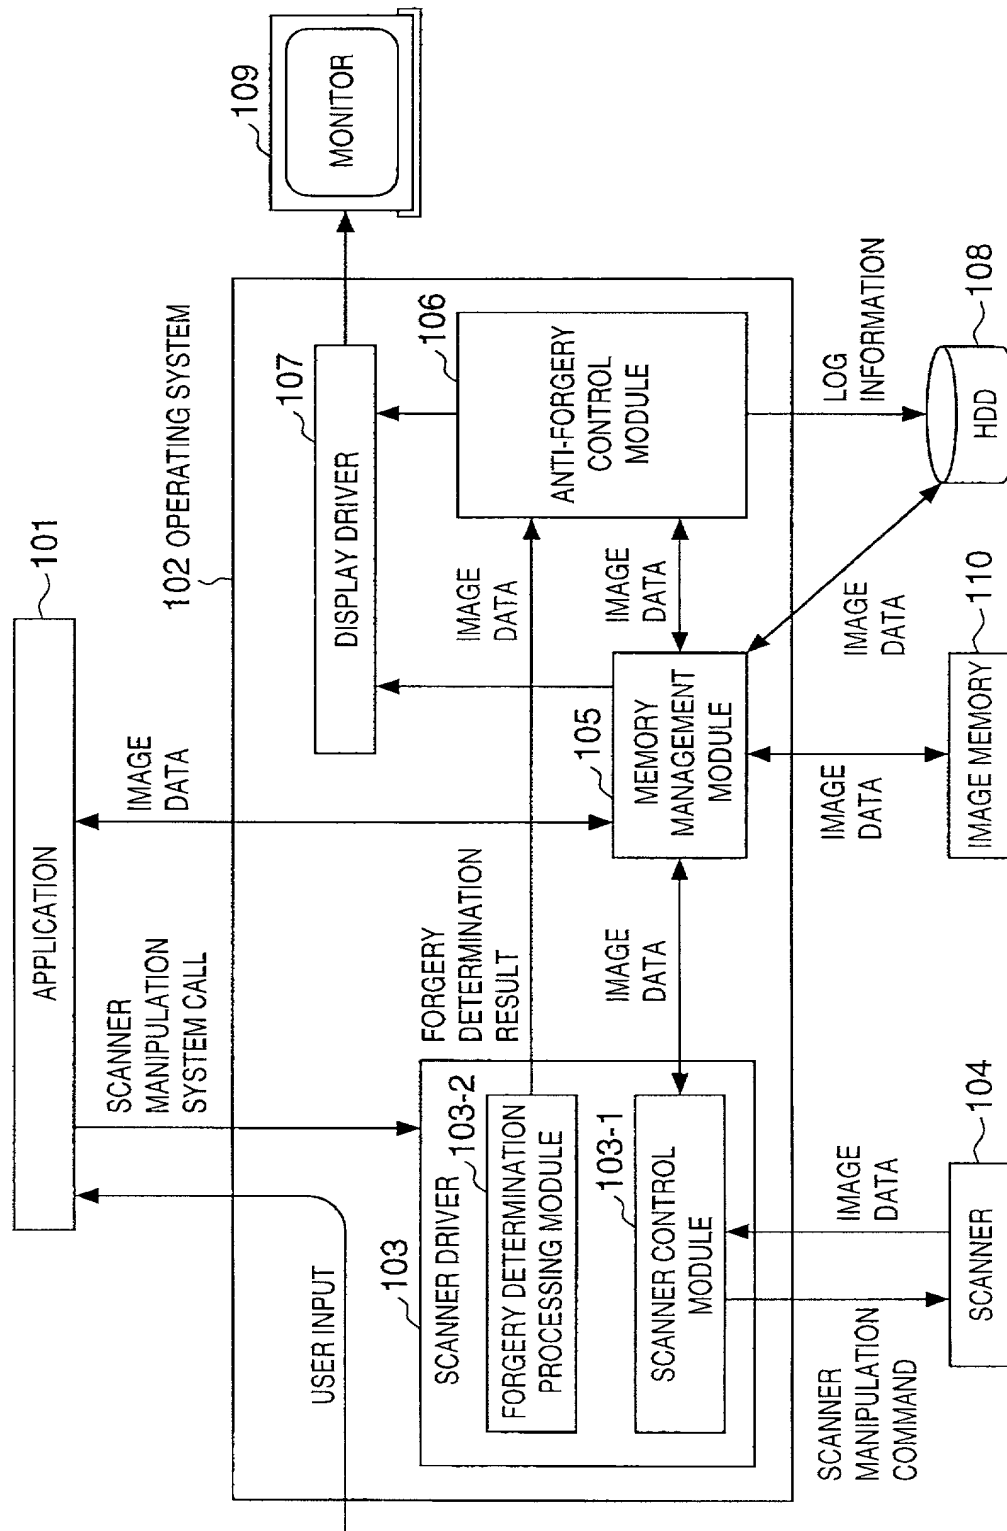 101
APPLICATION
USER INPUT
SCANNER
MANIPULATION
SYSTEM CALL
IMAGE
DATA
102 OPERATING SYSTEM
109
MONITOR
107
DISPLAY DRIVER
103
SCANNER DRIVER
103-2
FORGERY DETERMINATION
PROCESSING MODULE
FORGERY
DETERMINATION
RESULT
IMAGE
DATA
106
ANTI-FORGERY
CONTROL
MODULE
103-1
SCANNER CONTROL
MODULE
IMAGE
DATA
105
MEMORY
MANAGEMENT
MODULE
IMAGE
DATA
SCANNER
MANIPULATION
COMMAND
IMAGE
DATA
IMAGE
DATA
IMAGE
DATA
LOG
INFORMATION
104
SCANNER
110
IMAGE MEMORY
108
HDD